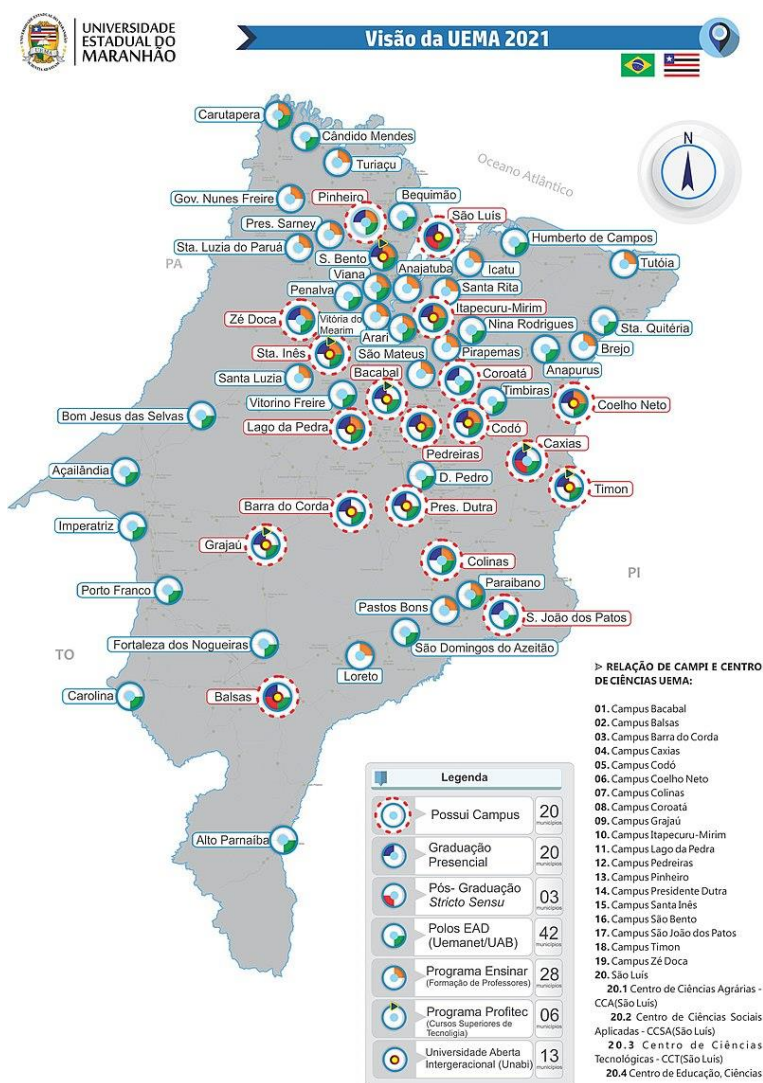 UNIVERSIDADE
ESTADUAL DO
MARANHÃO
Visão da UEMA 2021
N
Oceano Atlântico
Carutapera
Cândido Mendes
Turiaçu
Gov. Nunes Freire
Pinheiro
Bequimão
São Luís
Pres. Sarney
Humberto de Campos
Sta. Luzia do Paruá
S. Bento
Anajatuba
Icatu
Tutóia
PA
Viana
Penalva
Santa Rita
Zé Doca
Vitória do
Mearim
Itapecuru-Mirim
Nina Rodrigues
Sta. Quitéria
Arari
Sta. Inês
São Mateus
Pirapemas
Brejo
Anapurus
Santa Luzia
Bacabal
Coroatá
Vitorino Freire
Timbiras
Coelho Neto
Bom Jesus das Selvas
Lago da Pedra
Codó
Caxias
Pedreiras
Açailândia
D. Pedro
Timon
Barra do Corda
Pres. Dutra
Imperatriz
Grajaú
Colinas
PI
Porto Franco
Paraibano
Pastos Bons
S. João dos Patos
Fortaleza dos Nogueiras
São Domingos do Azeitão
TO
Loreto
Carolina
Balsas
Alto Parnaíba
Legenda
Possui Campus
20
municípios
Graduação
Presencial
20
municípios
Pós- Graduação
Stricto Sensu
03
municípios
Polos EAD
(Uemanet/UAB)
42
municípios
Programa Ensinar
(Formação de Professores)
28
municípios
Programa Profitec
(Cursos Superiores de
Tecnoligia)
06
municípios
Universidade Aberta
Intergeracional (Unabi)
13
municípios
RELAÇÃO DE CAMPI E CENTRO
DE CIÊNCIAS UEMA:
01. Campus Bacabal
02. Campus Balsas
03. Campus Barra do Corda
04. Campus Caxias
05. Campus Codó
06. Campus Coelho Neto
07. Campus Colinas
08. Campus Coroatá
09. Campus Grajaú
10. Campus Itapecuru-Mirim
11. Campus Lago da Pedra
12. Campus Pedreiras
13. Campus Pinheiro
14. Campus Presidente Dutra
15. Campus Santa Inês
16. Campus São Bento
17. Campus São João dos Patos
18. Campus Timon
19. Campus Zé Doca
20. São Luís
20.1 Centro de Ciências Agrárias -
CCA(São Luís)
20.2 Centro de Ciências Sociais
Aplicadas - CCSA(São Luís)
20.3 Centro de Ciências
Tecnológicas - CCT(São Luís)
20.4 Centro de Educação, Ciências